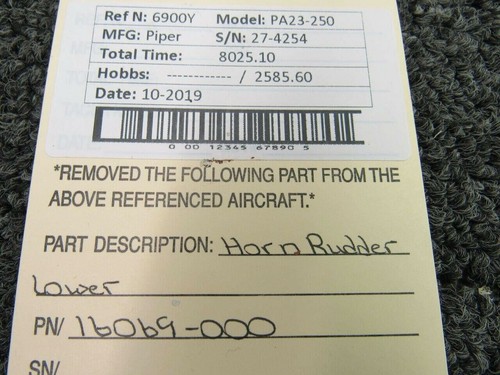 Ref N: 6900Y Model: PA23-250
MFG: Piper S/N: 27-4254
Total Time: 8025.10
Hobbs: ------------ / 2585.60
Date: 10-2019
0 00 12345 67890 5
*REMOVED THE FOLLOWING PART FROM THE
ABOVE REFERENCED AIRCRAFT.*
PART DESCRIPTION: Horn Rudder
Lower
PN/ 16069-000
SN/